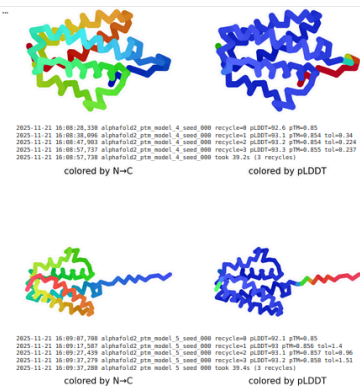 ...
2025-11-21 16:08:28,330 alphafold2_ptm_model_4_seed_000 recycle=0 pLDDT=92.6 pTM=0.85
2025-11-21 16:08:38,096 alphafold2_ptm_model_4_seed_000 recycle=1 pLDDT=93.1 pTM=0.854 tol=0.34
2025-11-21 16:08:47,903 alphafold2_ptm_model_4_seed_000 recycle=2 pLDDT=93.2 pTM=0.854 tol=0.224
2025-11-21 16:08:57,737 alphafold2_ptm_model_4_seed_000 recycle=3 pLDDT=93.3 pTM=0.855 tol=0.237
2025-11-21 16:08:57,738 alphafold2_ptm_model_4_seed_000 took 39.2s (3 recycles)
colored by N→C colored by pLDDT
2025-11-21 16:09:07,708 alphafold2_ptm_model_5_seed_000 recycle=0 pLDDT=92.1 pTM=0.85
2025-11-21 16:09:17,587 alphafold2_ptm_model_5_seed_000 recycle=1 pLDDT=93 pTM=0.856 tol=1.4
2025-11-21 16:09:27,439 alphafold2_ptm_model_5_seed_000 recycle=2 pLDDT=93.1 pTM=0.857 tol=0.96
2025-11-21 16:09:37,279 alphafold2_ptm_model_5_seed_000 recycle=3 pLDDT=93.2 pTM=0.858 tol=1.51
2025-11-21 16:09:37,280 alphafold2_ptm_model_5_seed_000 took 39.4s (3 recycles)
colored by N→C colored by pLDDT